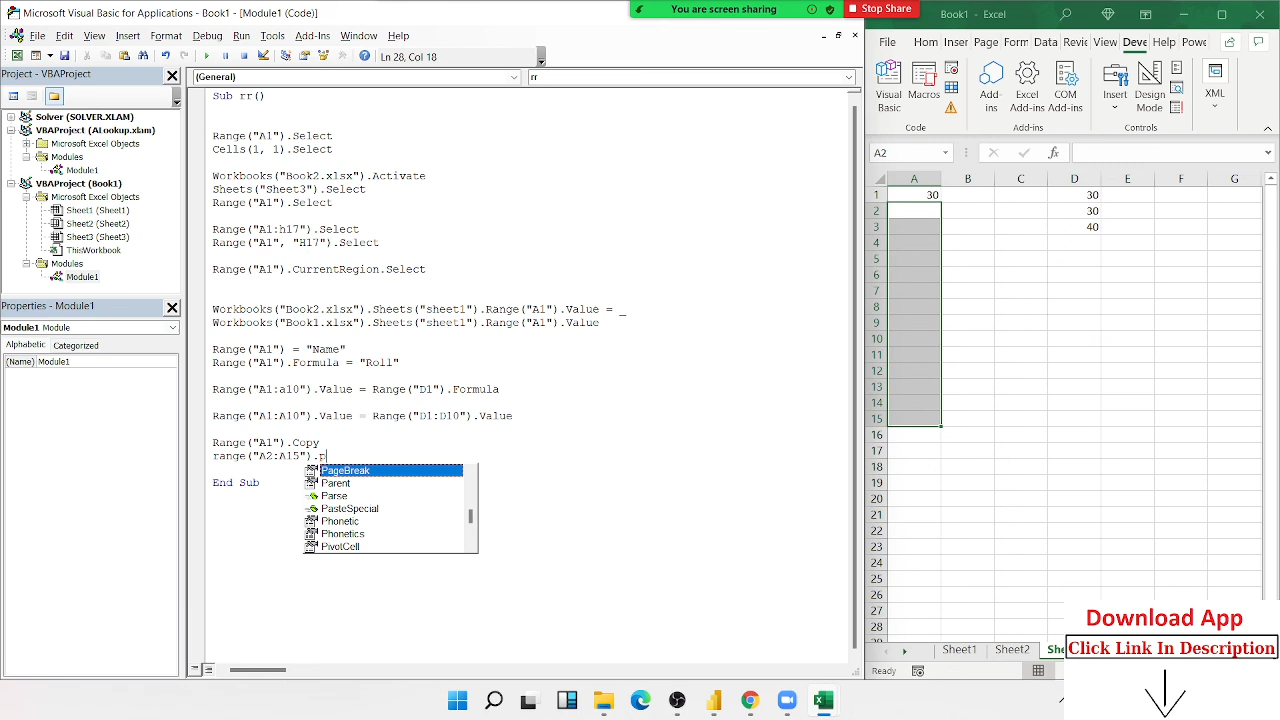 Microsoft Visual Basic for Applications - Book1 - [Module1 (Code)]
You are screen sharing
Stop Share
Book1 - Excel
File Edit View Insert Format Debug Run Tools Add-Ins Window Help
File Hom Inser Page Form Data Revie View Deve Help Powe
Ln 28, Col 18
Project - VBAProject
(General)
rr
Solver (SOLVER.XLAM)
VBAProject (ALookup.xlam)
Microsoft Excel Objects
Modules
Module1
VBAProject (Book1)
Microsoft Excel Objects
Sheet1 (Sheet1)
Sheet2 (Sheet2)
Sheet3 (Sheet3)
ThisWorkbook
Modules
Module1
Properties - Module1
Module1 Module
Alphabetic Categorized
(Name) Module1
Sub rr()
Range("A1").Select
Cells(1, 1).Select
Workbooks("Book2.xlsx").Activate
Sheets("Sheet3").Select
Range("A1").Select
Range("A1:h17").Select
Range("A1", "H17").Select
Range("A1").CurrentRegion.Select
Workbooks("Book2.xlsx").Sheets("sheet1").Range("A1").Value = _
Workbooks("Book1.xlsx").Sheets("sheet1").Range("A1").Value
Range("A1") = "Name"
Range("A1").Formula = "Roll"
Range("A1:a10").Value = Range("D1").Formula
Range("A1:A10").Value = Range("D1:D10").Value
Range("A1").Copy
range("A2:A15").p
PageBreak
Parent
Parse
PasteSpecial
Phonetic
Phonetics
PivotCell
End Sub
Visual Basic
Macros
Add-ins
Excel Add-ins
COM Add-ins
Insert
Design Mode
XML
Code
Add-ins
Controls
A2
fx
A B C D E F G
1 30 30
2 30
3 40
4
5
6
7
8
9
10
11
12
13
14
15
16
17
18
19
20
21
22
23
24
25
26
27
28
Sheet1 Sheet2 She
Ready
Download App
Click Link In Description